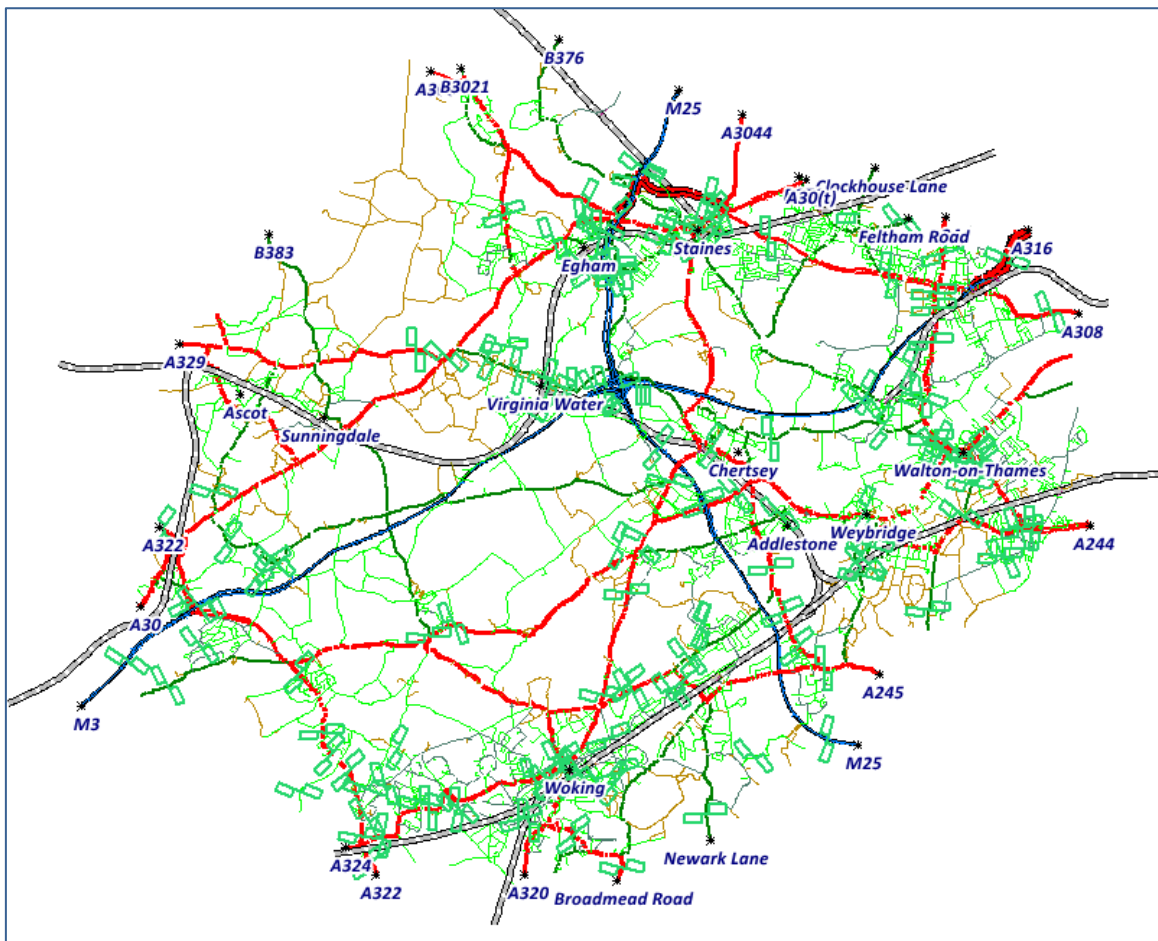 B376
A3
B3021
M25
A3044
Clockhouse Lane
A30(t)
Feltham Road
Staines
A316
B383
Egham
A308
A329
Virginia Water
Ascot
Sunningdale
Chertsey
Walton-on-Thames
A322
Addlestone
Weybridge
A244
A30
M3
A245
M25
Woking
A324
A322
A320
Broadmead Road
Newark Lane